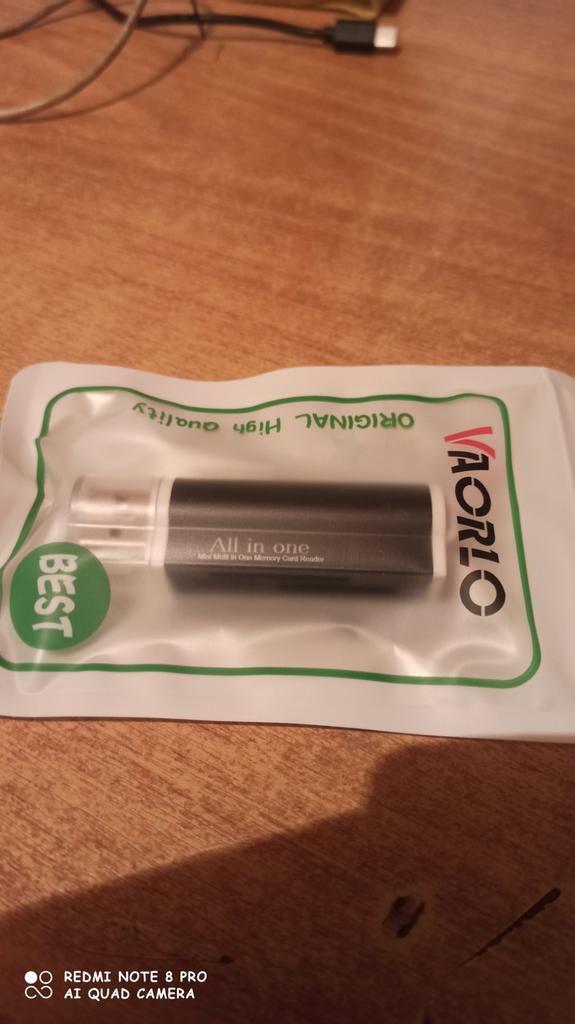 ORIGINAL High Quality
VAORLO
All in one
Mini Multi In One Memory Card Reader
BEST
REDMI NOTE 8 PRO
AI QUAD CAMERA